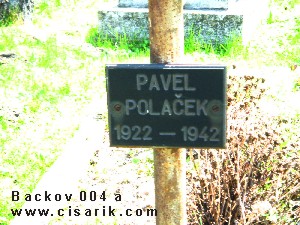 PAVEL
POLAČEK
1922 — 1942
Backov 004 a
www.cisarik.com